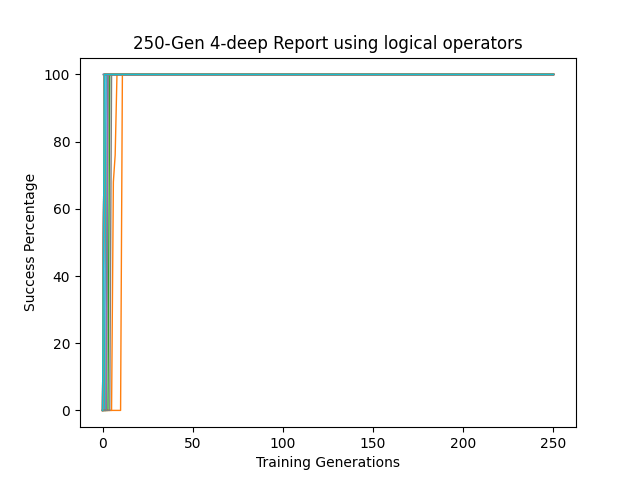 250-Gen 4-deep Report using logical operators
100
80
60
40
20
0
Success Percentage
0 50 100 150 200 250
Training Generations